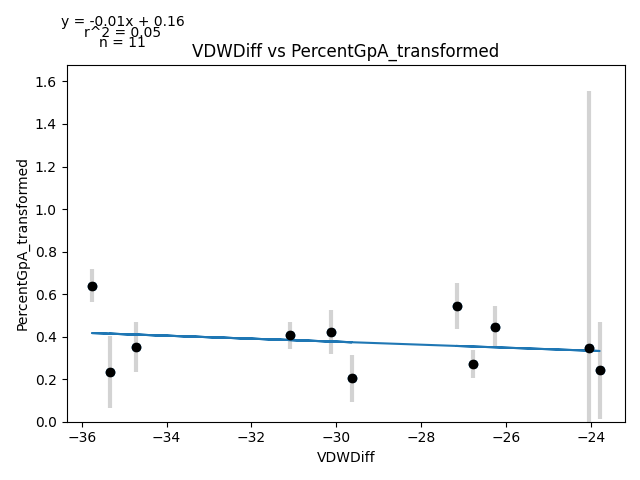 y = -0.01x + 0.16
r^2 = 0.05
n = 11
VDWDiff vs PercentGpA_transformed
PercentGpA_transformed
1.6
1.4
1.2
1.0
0.8
0.6
0.4
0.2
0.0
−36
−34
−32
−30
−28
−26
−24
VDWDiff